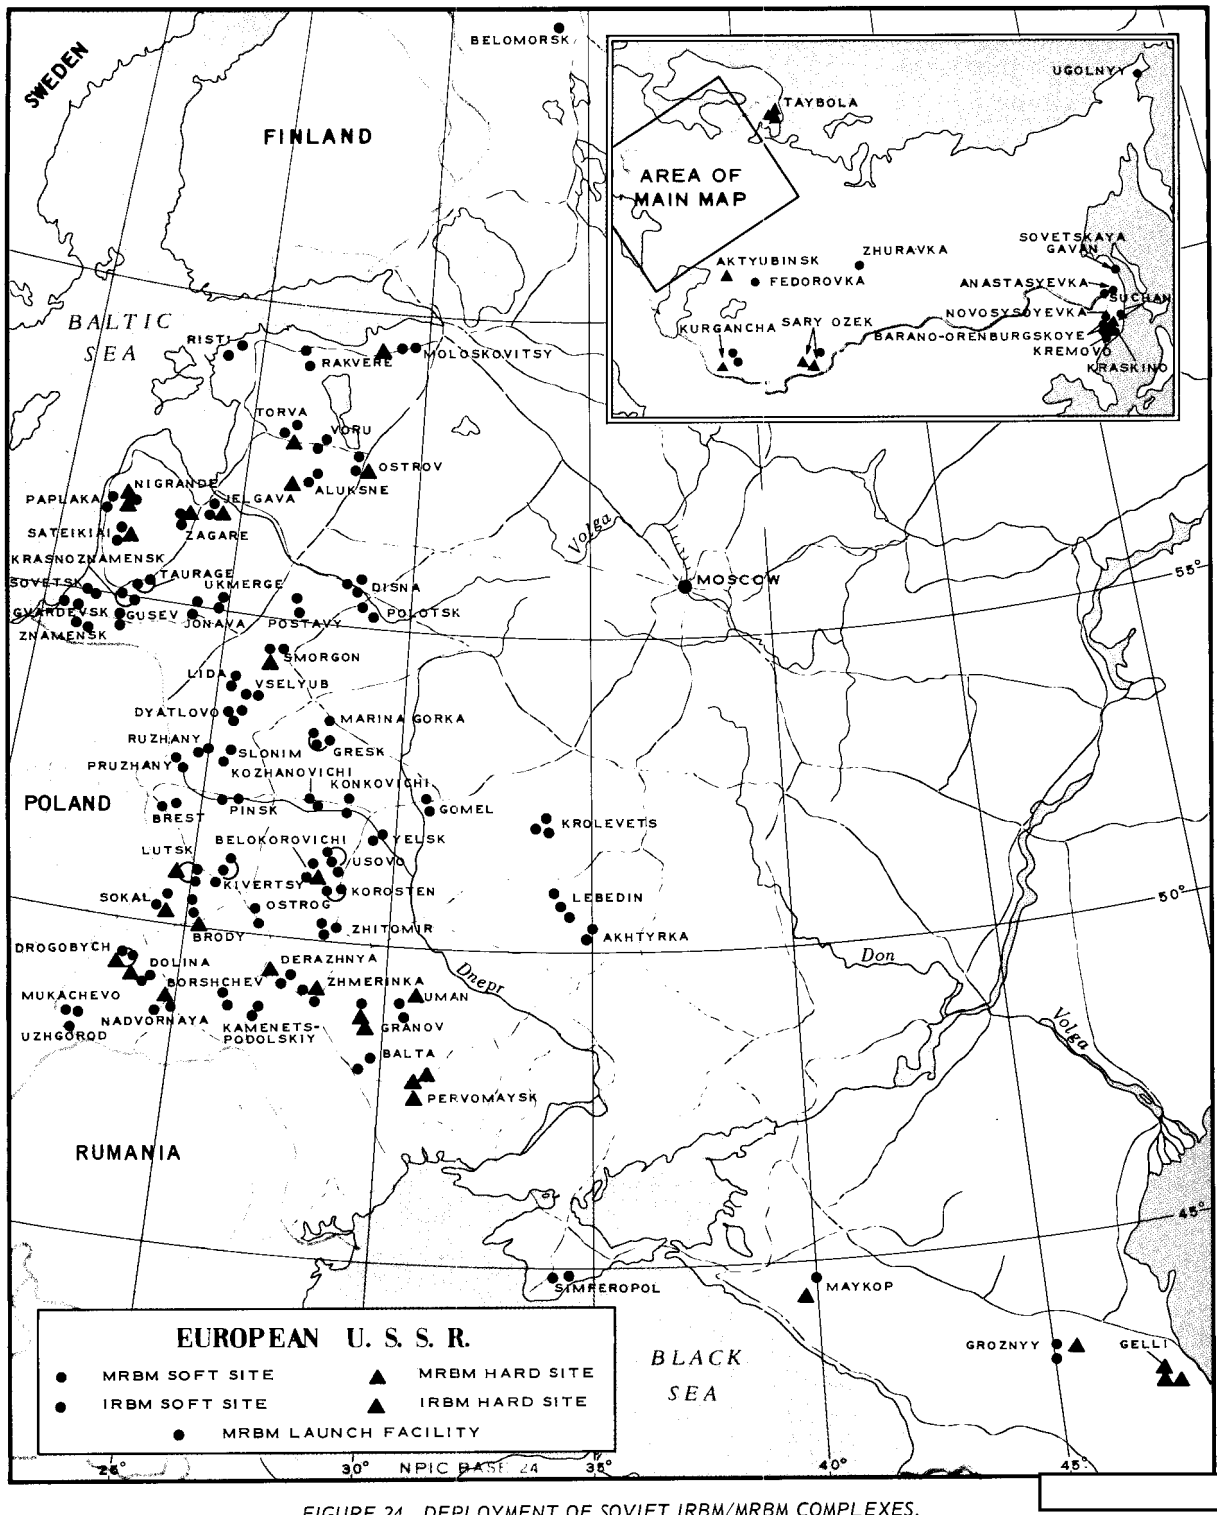 BELOMORSK
SWEDEN
FINLAND
UGOLNYY
TAYBOLA
AREA OF
MAIN MAP
SOVETSKAYA
GAVAN
ZHURAVKA
AKTYUBINSK
FEDOROVKA
ANASTASYEVKA
SUCHAN
NOVOSYSOYEVKA
KURGANCHA
SARY OZEK
BARANO-ORENBURGSKOYE
KREMOVO
KRASKINO
BALTIC
SEA
RISTI
RAKVERE
MOLOSKOVITSY
TORVA
VORU
OSTROV
ALUKSNE
NIGRANDE
PAPLAKA
JELGAVA
SATEIKIAI
ZAGARE
Volga
KRASNOZNAMENSK
TAURAGE
SOVETSK
UKMERGE
DISNA
MOSCOW
55°
GVARDEVSK
GUSEV
JONAVA
POSTAVY
POLOTSK
ZNAMENSK
SMORGON
LIDA
VSELYUB
DYATLOVO
MARINA GORKA
RUZHANY
SLONIM
GRESK
PRUZHANY
KOZHANOVICHI
KONKOVICHI
POLAND
BREST
PINSK
GOMEL
KROLEVETS
BELOKOROVICHI
YELSK
LUTSK
USOVO
KIVERTSY
KOROSTEN
SOKAL
OSTROG
LEBEDIN
50°
BRODY
ZHITOMIR
AKHTYRKA
DROGOBYCH
DERAZHNYA
Don
DOLINA
BORSHCHEV
ZHMERINKA
Dnepr
MUKACHEVO
UMAN
NADVORNAYA
KAMENETS-
PODOLSKIY
GRANOV
UZHGOROD
Volga
BALTA
PERVOMAYSK
RUMANIA
45°
SIMFEROPOL
MAYKOP
GROZNYY
GELLI
BLACK
SEA
EUROPEAN U. S. S. R.
MRBM SOFT SITE
MRBM HARD SITE
IRBM SOFT SITE
IRBM HARD SITE
MRBM LAUNCH FACILITY
25°
30°
NPIC BASE 24
35°
40°
45°
FIGURE 24. DEPLOYMENT OF SOVIET IRBM/MRBM COMPLEXES.